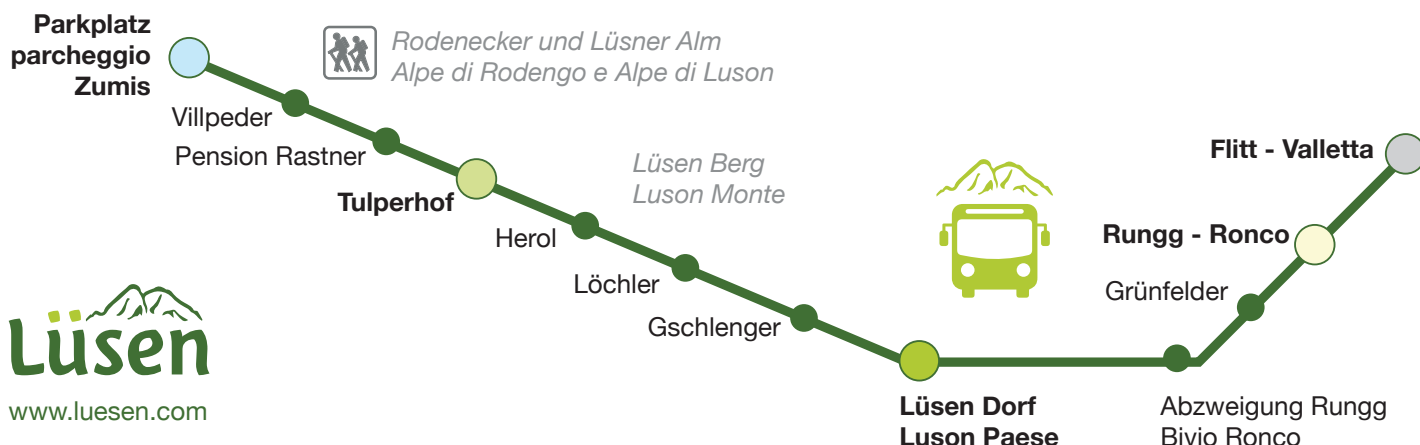 Parkplatz
parcheggio
Zumis
Rodenecker und Lüsner Alm
Alpe di Rodengo e Alpe di Luson
Villpeder
Pension Rastner
Tulperhof
Lüsen Berg
Luson Monte
Herol
Löchler
Gschlenger
Flitt - Valletta
Rungg - Ronco
Grünfelder
Lüsen
www.luesen.com
Lüsen Dorf
Luson Paese
Abzweigung Rungg
Bivio Ronco